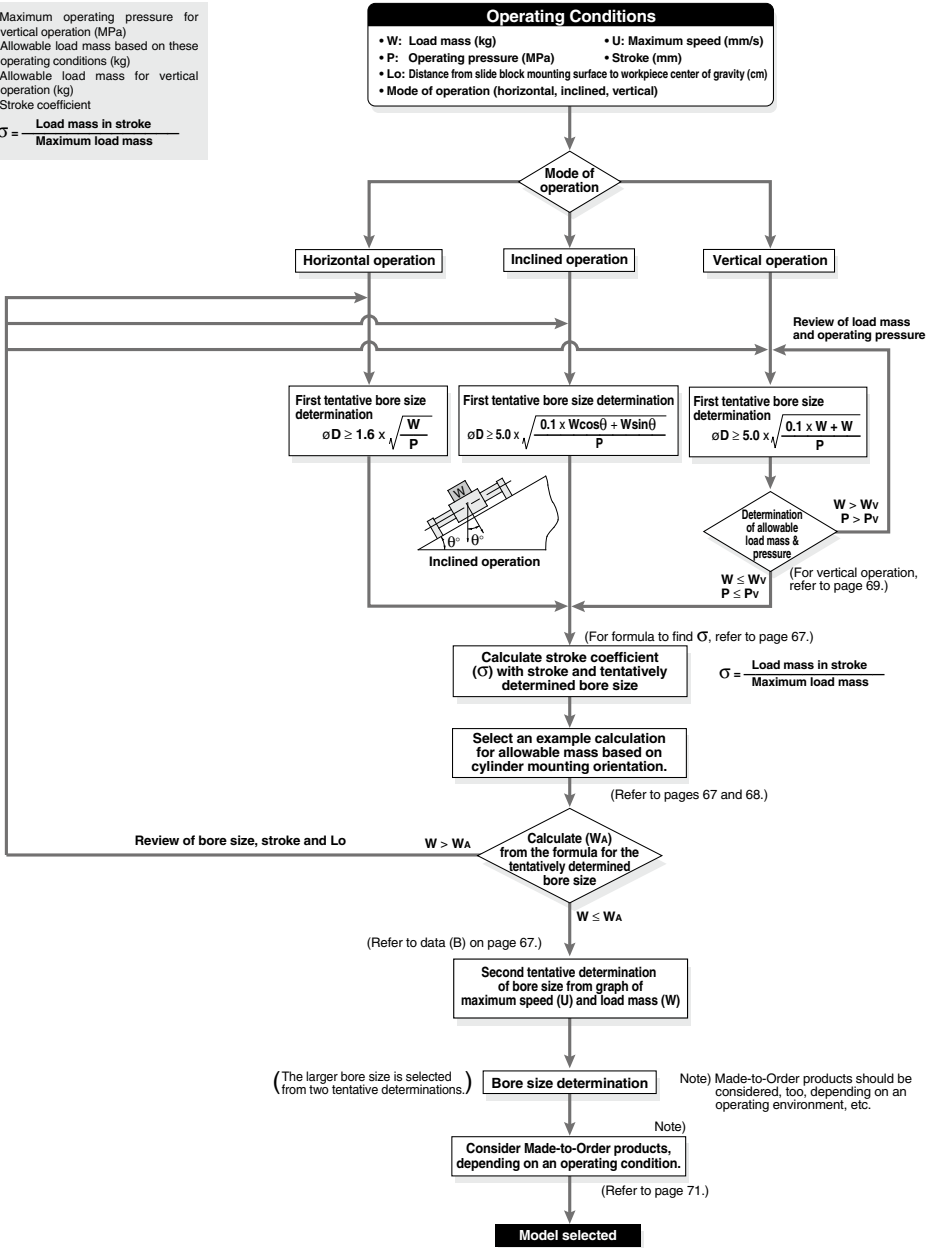 Maximum operating pressure for
vertical operation (MPa)
Allowable load mass based on these
operating conditions (kg)
Allowable load mass for vertical
operation (kg)
Stroke coefficient
σ = Load mass in stroke
Maximum load mass
Operating Conditions
• W: Load mass (kg)
• U: Maximum speed (mm/s)
• P: Operating pressure (MPa)
• Stroke (mm)
• Lo: Distance from slide block mounting surface to workpiece center of gravity (cm)
• Mode of operation (horizontal, inclined, vertical)
Mode of
operation
Horizontal operation
Inclined operation
Vertical operation
Review of load mass
and operating pressure
First tentative bore size
determination
øD ≥ 1.6 x √ W
P
First tentative bore size determination
øD ≥ 5.0 x √ 0.1 x Wcosθ + Wsinθ
P
First tentative bore size
determination
øD ≥ 5.0 x √ 0.1 x W + W
P
W
θ° θ°
Inclined operation
Determination
of allowable
load mass &
pressure
W > Wv
P > Pv
W ≤ Wv
P ≤ Pv
(For vertical operation,
refer to page 69.)
(For formula to find σ, refer to page 67.)
Calculate stroke coefficient
(σ) with stroke and tentatively
determined bore size
σ = Load mass in stroke
Maximum load mass
Select an example calculation
for allowable mass based on
cylinder mounting orientation.
(Refer to pages 67 and 68.)
Review of bore size, stroke and Lo
W > WA
Calculate (WA)
from the formula for the
tentatively determined
bore size
W ≤ WA
(Refer to data (B) on page 67.)
Second tentative determination
of bore size from graph of
maximum speed (U) and load mass (W)
(The larger bore size is selected
from two tentative determinations.)
Bore size determination
Note) Made-to-Order products should be
considered, too, depending on an
operating environment, etc.
Note)
Consider Made-to-Order products,
depending on an operating condition.
(Refer to page 71.)
Model selected